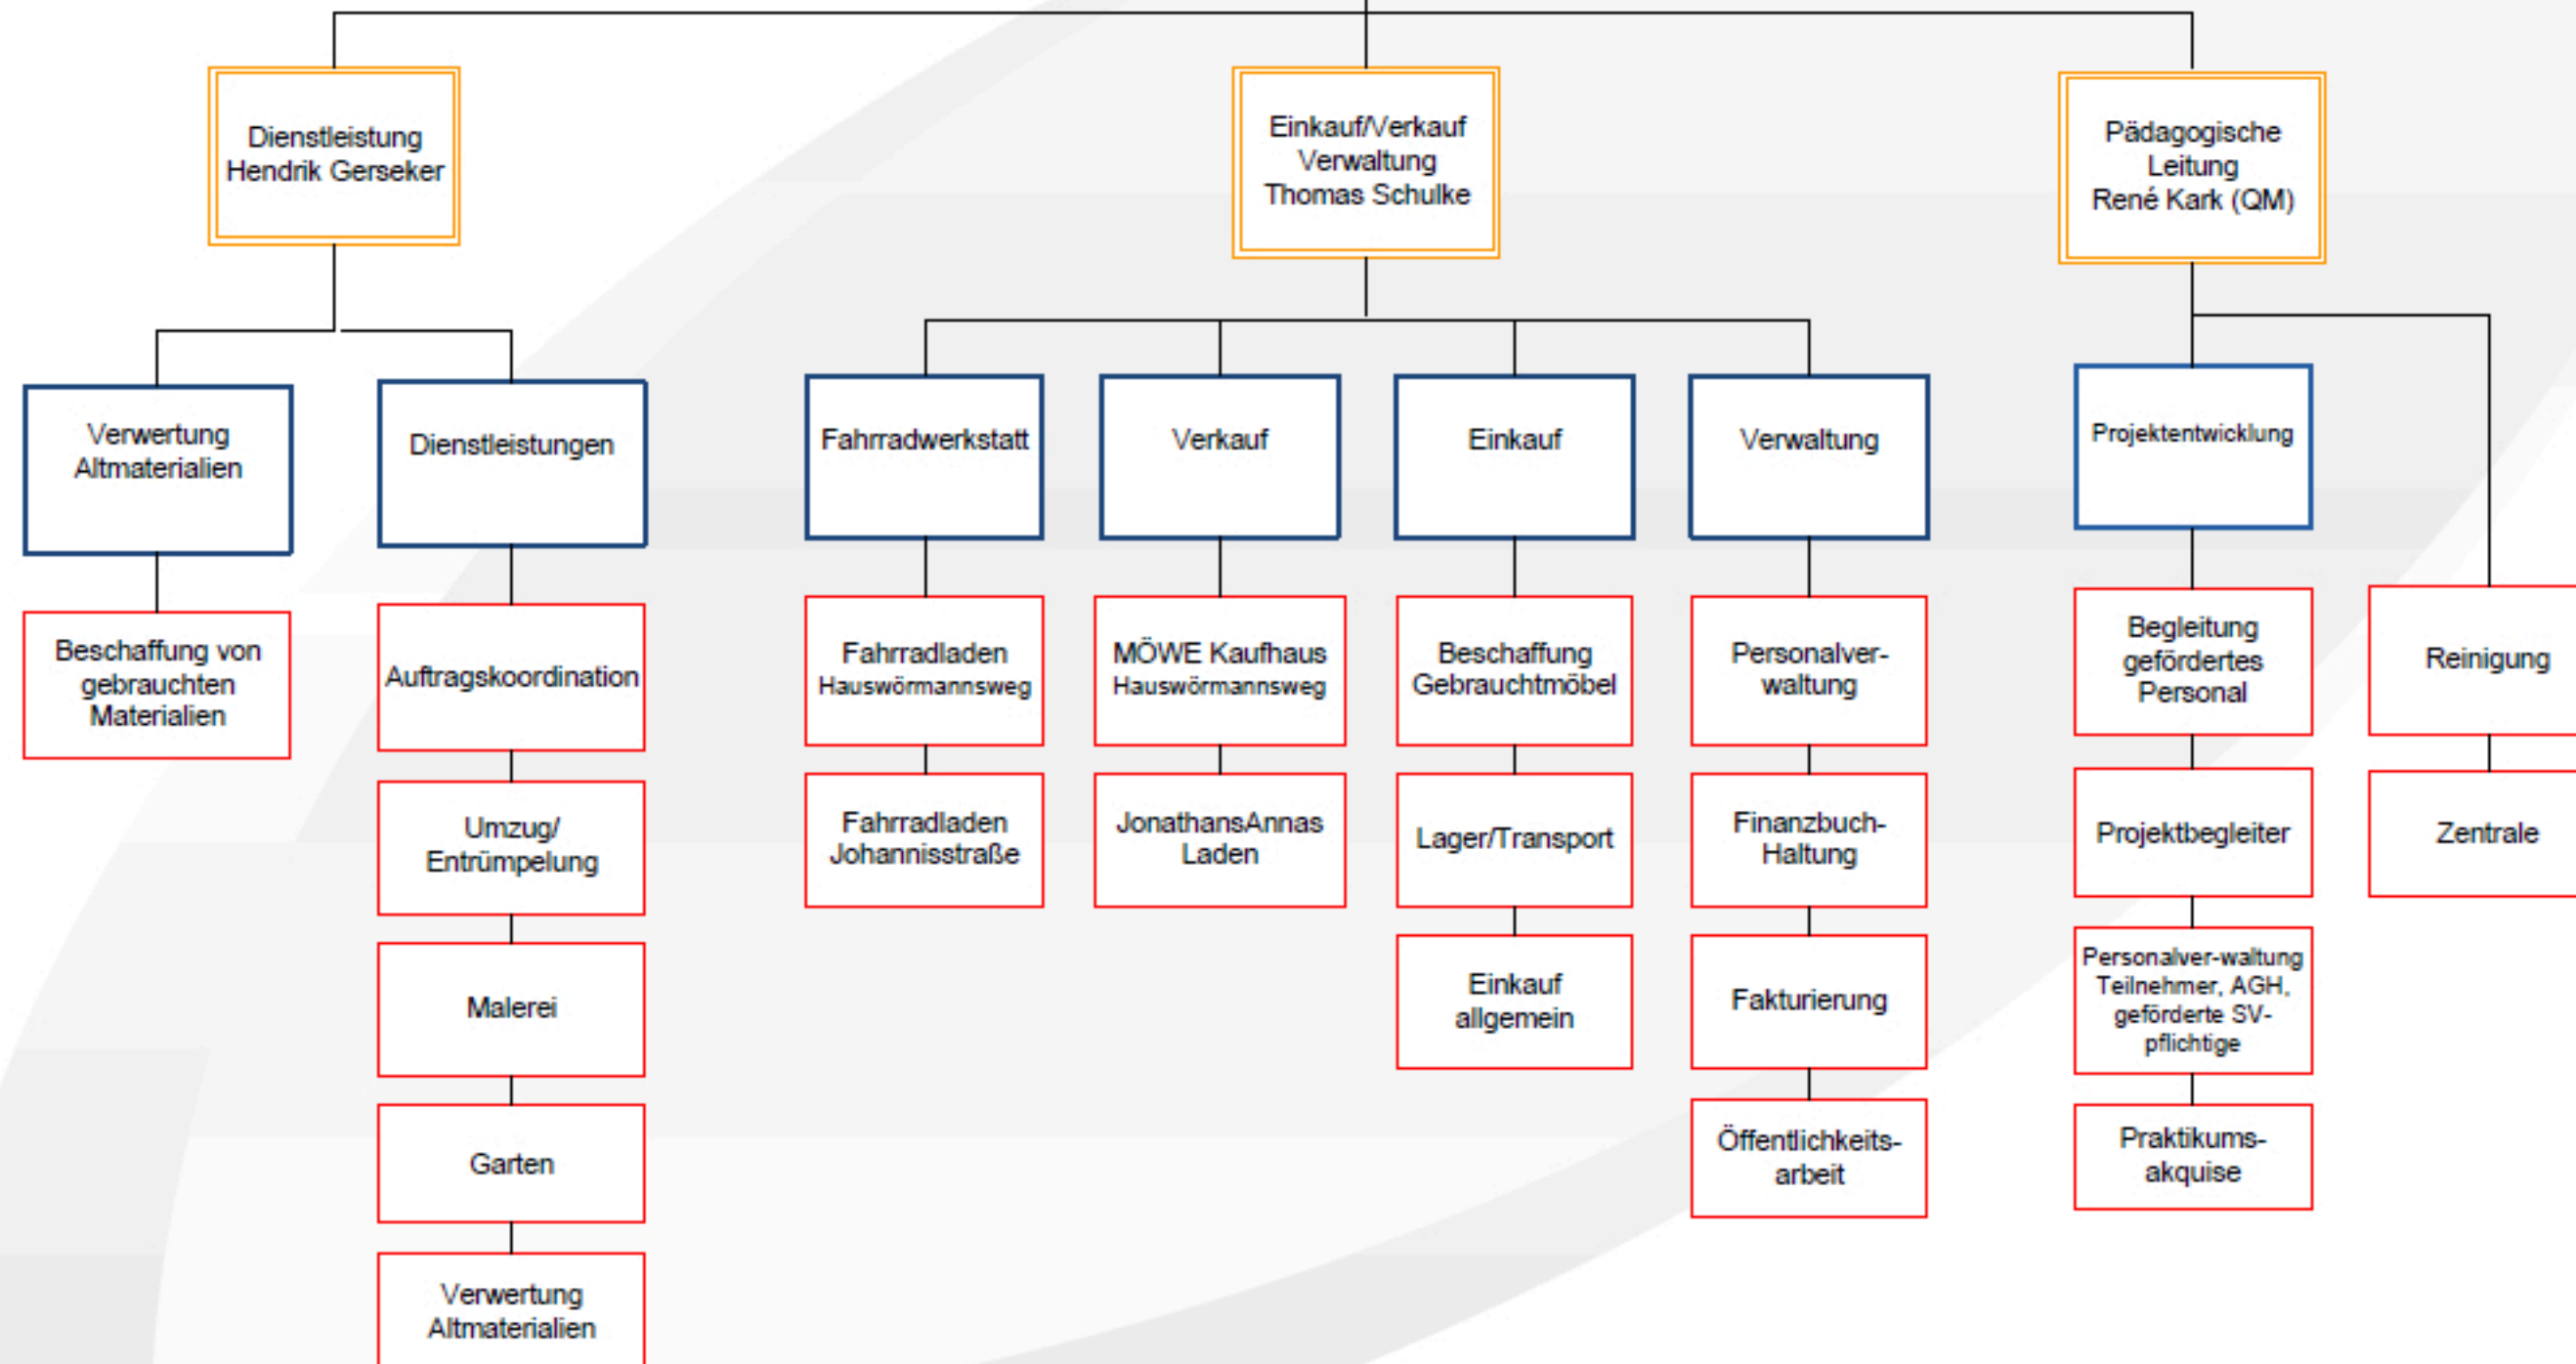 Dienstleistung
Hendrik Gerseker
Einkauf/Verkauf
Verwaltung
Thomas Schulke
Pädagogische
Leitung
René Kark (QM)
Verwertung
Altmaterialien
Dienstleistungen
Fahrradwerkstatt
Verkauf
Einkauf
Verwaltung
Projektentwicklung
Beschaffung von
gebrauchten
Materialien
Auftragskoordination
Fahrradladen
Hauswörmannsweg
MÖWE Kaufhaus
Hauswörmannsweg
Beschaffung
Gebrauchtmöbel
Personalver-
waltung
Begleitung
gefördertes
Personal
Reinigung
Umzug/
Entrümpelung
Fahrradladen
Johannisstraße
JonathansAnnas
Laden
Lager/Transport
Finanzbuch-
Haltung
Projektbegleiter
Zentrale
Malerei
Einkauf
allgemein
Fakturierung
Personalver-waltung
Teilnehmer, AGH,
geförderte SV-
pflichtige
Garten
Öffentlichkeits-
arbeit
Praktikums-
akquise
Verwertung
Altmaterialien